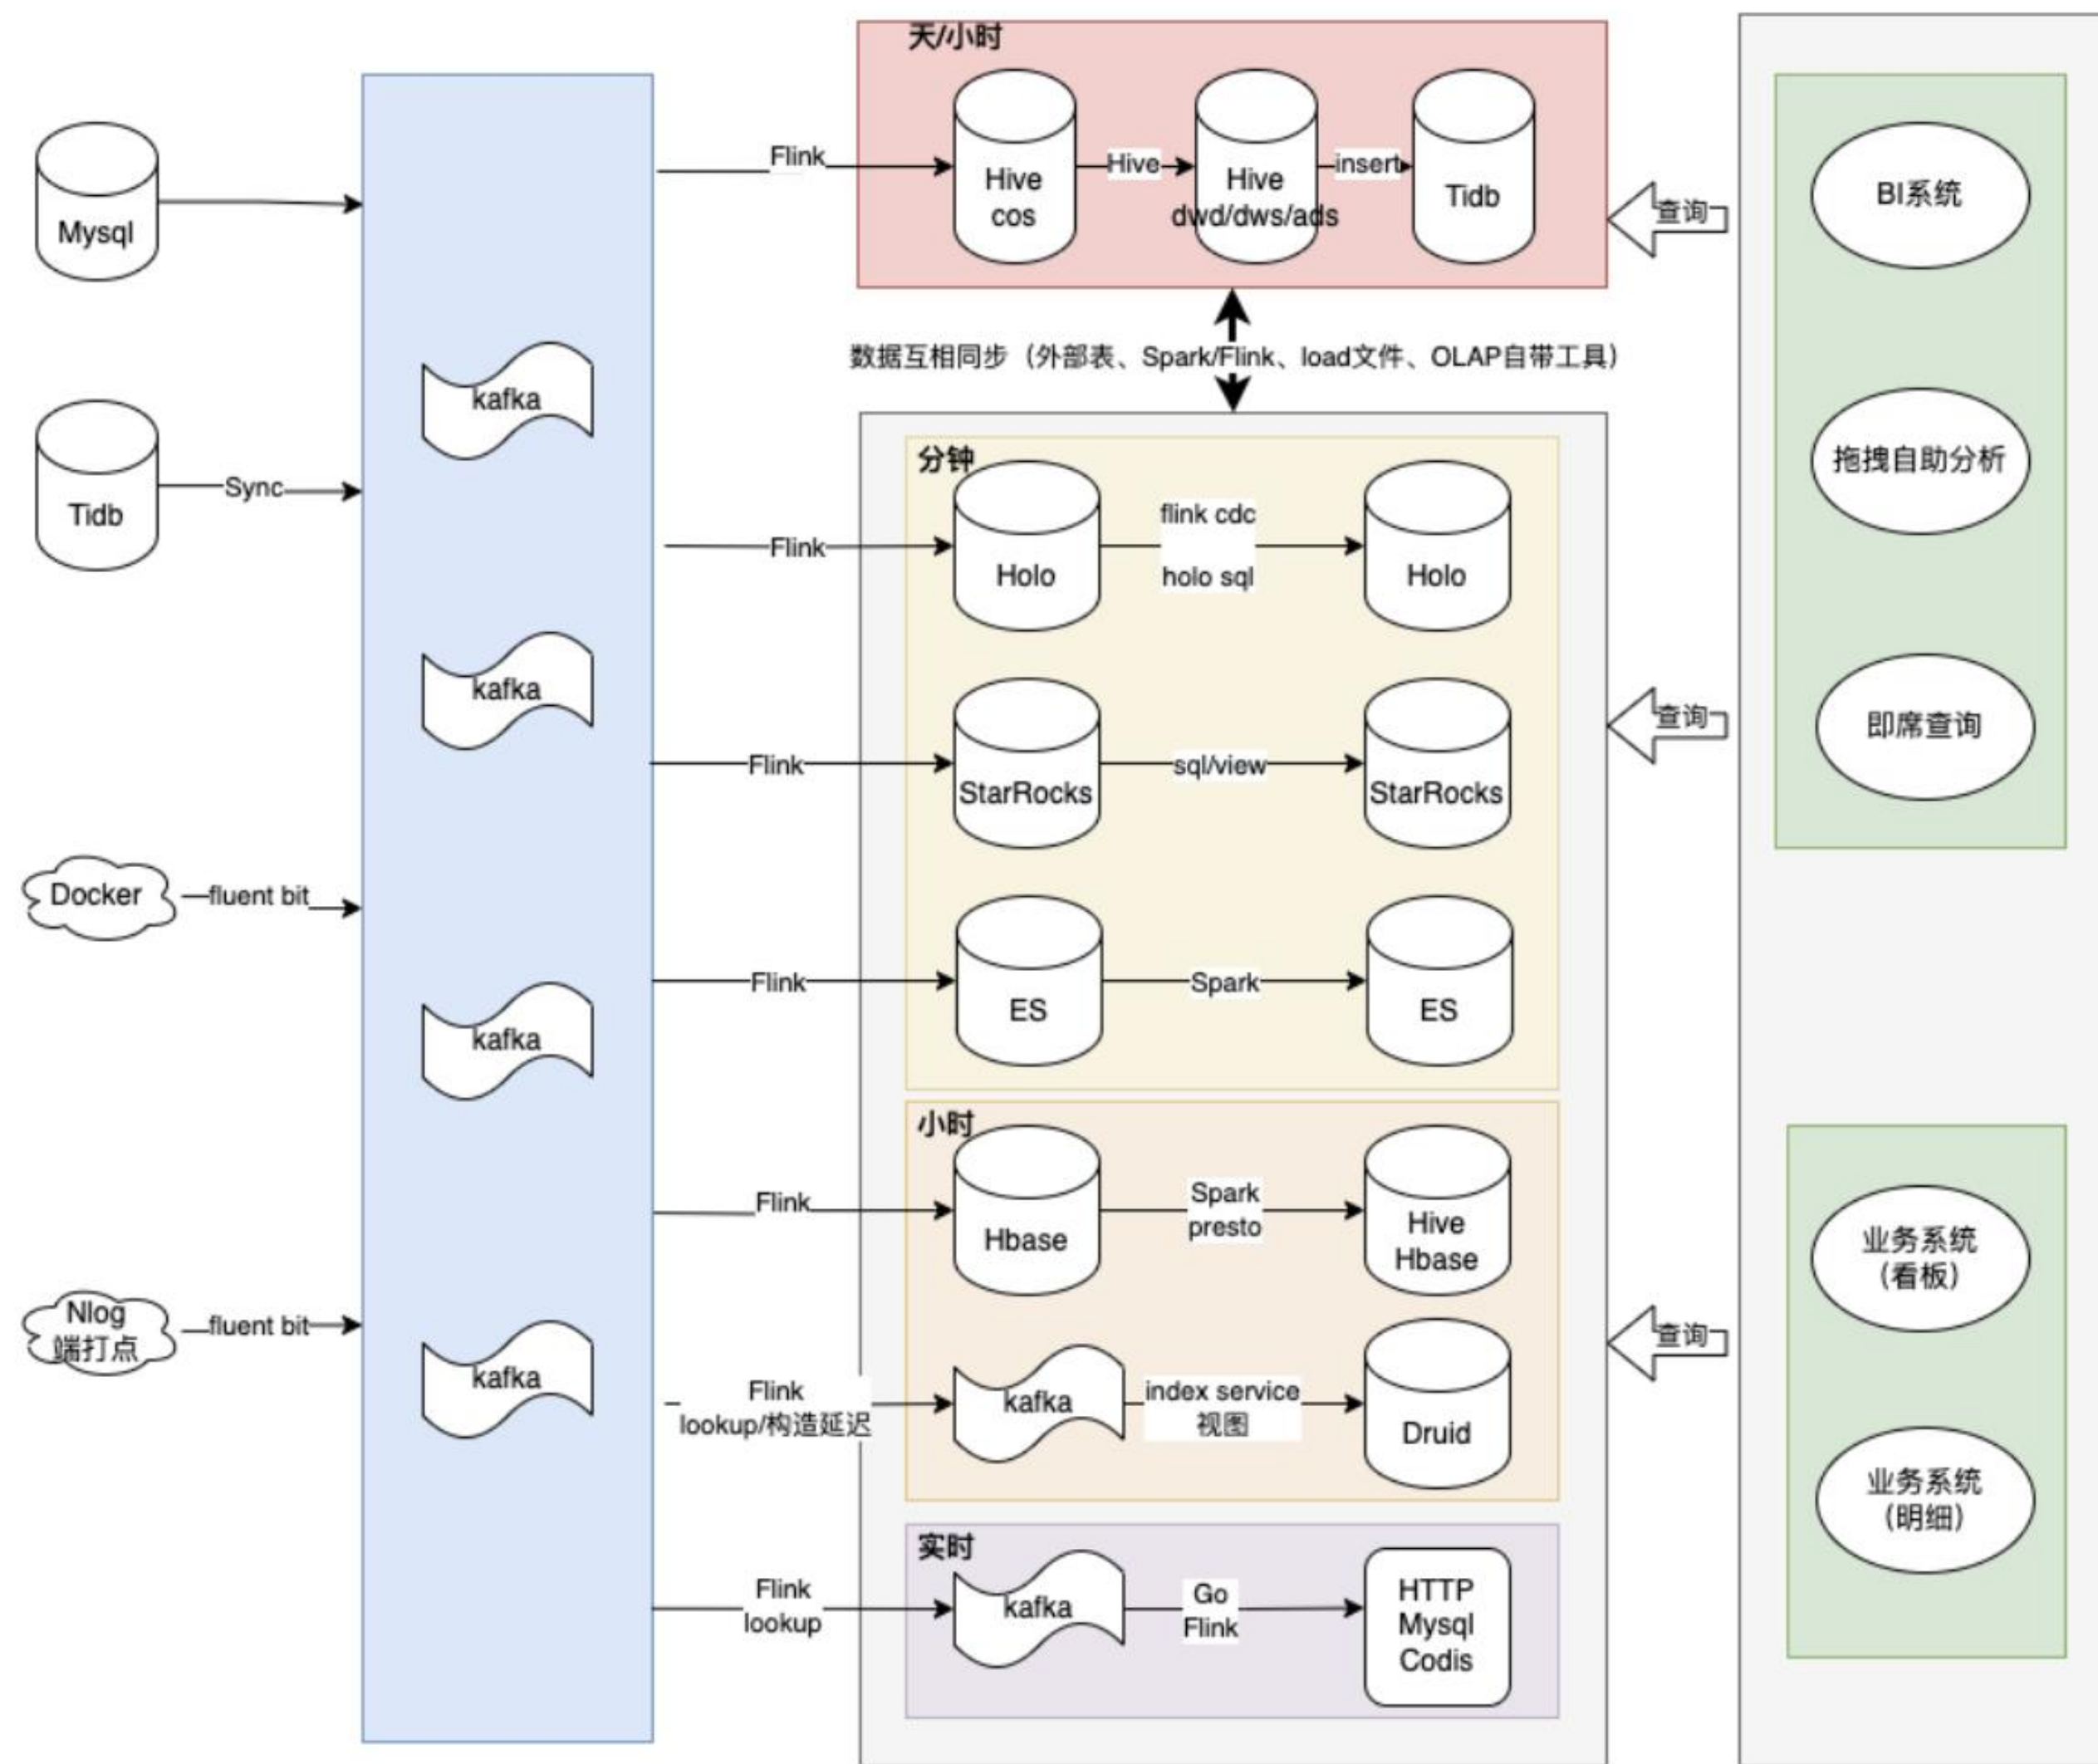 天/小时
Mysql
Flink
Hive
cos
Hive
Hive
dwd/dws/ads
insert
Tidb
查询
BI系统
数据互相同步（外部表、Spark/Flink、load文件、OLAP自带工具）
kafka
Tidb
Sync
分钟
Flink
Holo
flink cdc
holo sql
Holo
拖拽自助分析
kafka
Flink
StarRocks
sql/view
StarRocks
查询
即席查询
Docker
fluent bit
kafka
Flink
ES
Spark
ES
小时
Flink
Hbase
Spark
presto
Hive
Hbase
业务系统
（看板）
Nlog
端打点
fluent bit
kafka
Flink
lookup/构造延迟
kafka
index service
视图
Druid
查询
业务系统
（明细）
实时
Flink
lookup
kafka
Go
Flink
HTTP
Mysql
Codis